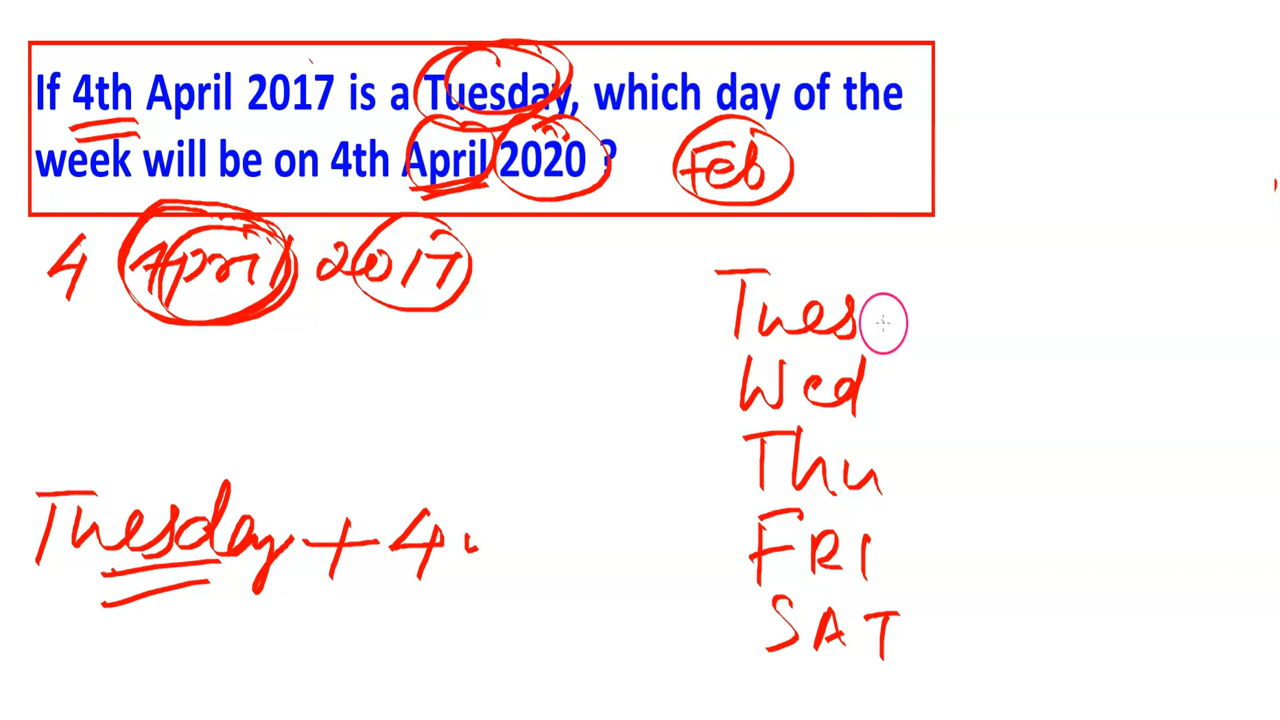 If 4th April 2017 is a Tuesday, which day of the
week will be on 4th April 2020 ?
Feb
4 April 2017
Tues
Wed
Thu
FRI
SAT
Tuesday + 4